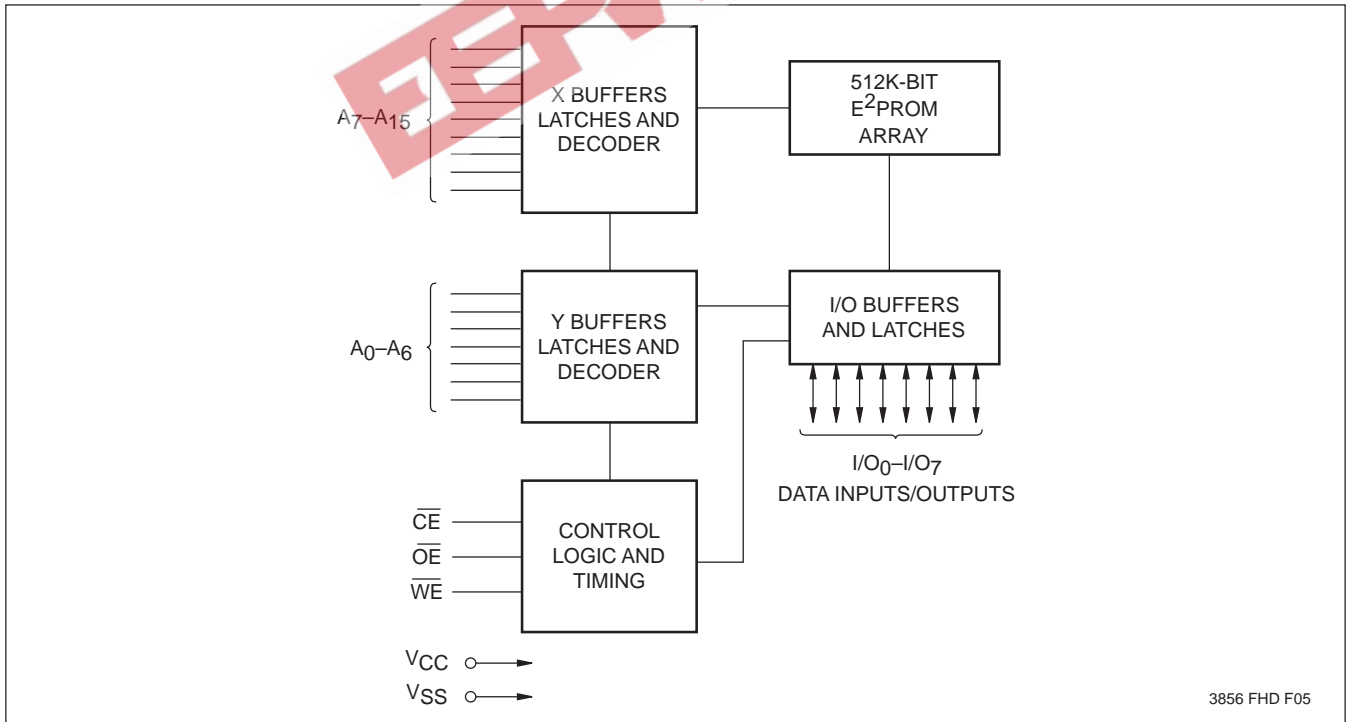 A7–A15
X BUFFERS
LATCHES AND
DECODER
512K-BIT
E2PROM
ARRAY
A0–A6
Y BUFFERS
LATCHES AND
DECODER
I/O BUFFERS
AND LATCHES
I/O0–I/O7
DATA INPUTS/OUTPUTS
CE
OE
WE
CONTROL
LOGIC AND
TIMING
VCC
VSS
3856 FHD F05